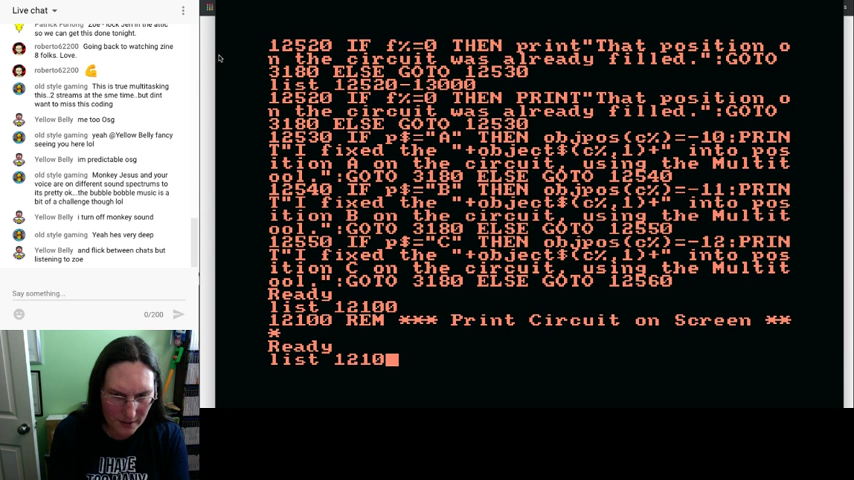 Live chat
Patrick Furlong Zoe - lock Jen in the attic
so we can get this done tonight.
roberto62200 Going back to watching zine
8 folks. Love.
roberto62200
old style gaming This is true multitasking
this..2 streams at the sme time..but dint
want to miss this coding
Yellow Belly me too Osg
old style gaming yeah @Yellow Belly fancy
seeing you here lol
Yellow Belly im predictable osg
old style gaming Monkey Jesus and your
voice are on different sound spectrums to
its pretty ok...the bubble bobble music is a
bit of a challenge though lol
Yellow Belly i turn off monkey sound
old style gaming Yeah hes very deep
Yellow Belly and flick between chats but
listening to zoe
Say something...
0/200
12520 IF f%=0 THEN print"That position o
n the circuit was already filled.":GOTO
3180 ELSE GOTO 12530
list 12520-13000
12520 IF f%=0 THEN PRINT"That position o
n the circuit was already filled.":GOTO
3180 ELSE GOTO 12530
12530 IF p$="A" THEN objpos(c%)=-10:PRIN
T"I fixed the "+object$(c%,1)+" into pos
ition A on the circuit, using the Multit
ool.":GOTO 3180 ELSE GOTO 12540
12540 IF p$="B" THEN objpos(c%)=-11:PRIN
T"I fixed the "+object$(c%,1)+" into pos
ition B on the circuit, using the Multit
ool.":GOTO 3180 ELSE GOTO 12550
12550 IF p$="C" THEN objpos(c%)=-12:PRIN
T"I fixed the "+object$(c%,1)+" into pos
ition C on the circuit, using the Multit
ool.":GOTO 3180 ELSE GOTO 12560
Ready
list 12100
12100 REM *** Print Circuit on Screen **
*
Ready
list 1210
I HAVE
TOO MANY